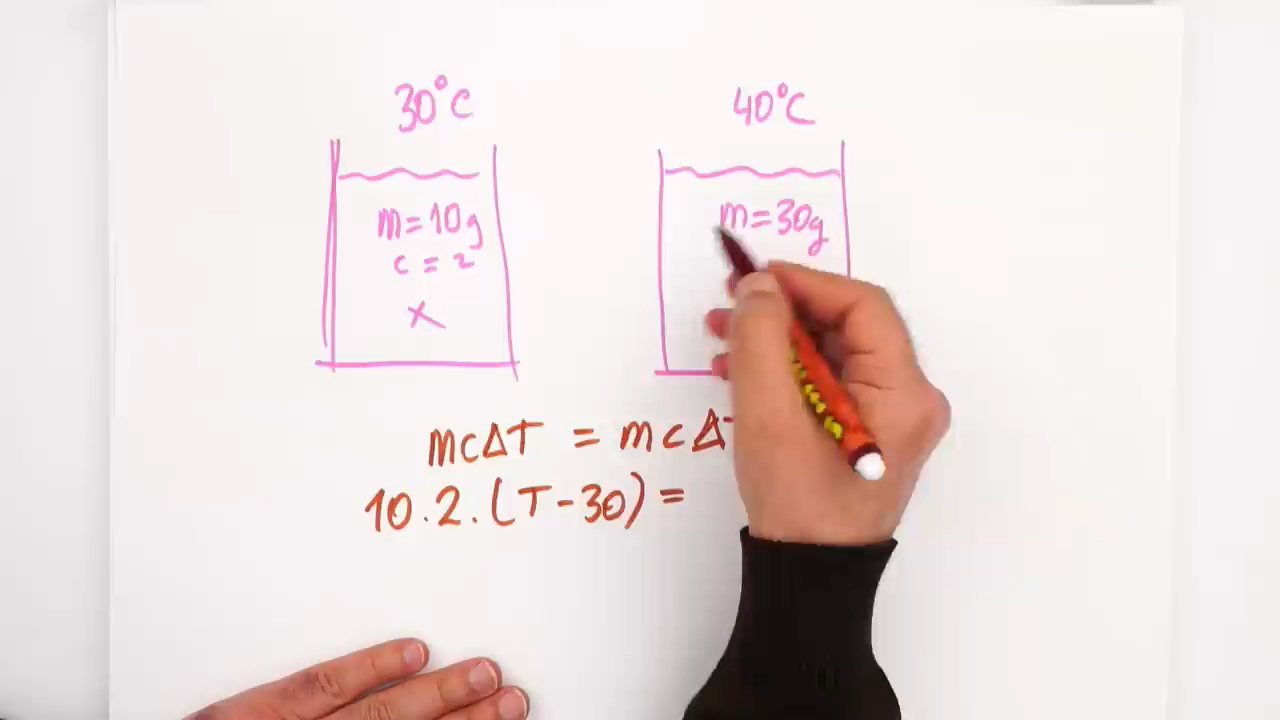 30°C
40°C
m=10g
c=2
X
m=30g
mcΔT = mcΔ
10.2.(T-30)=